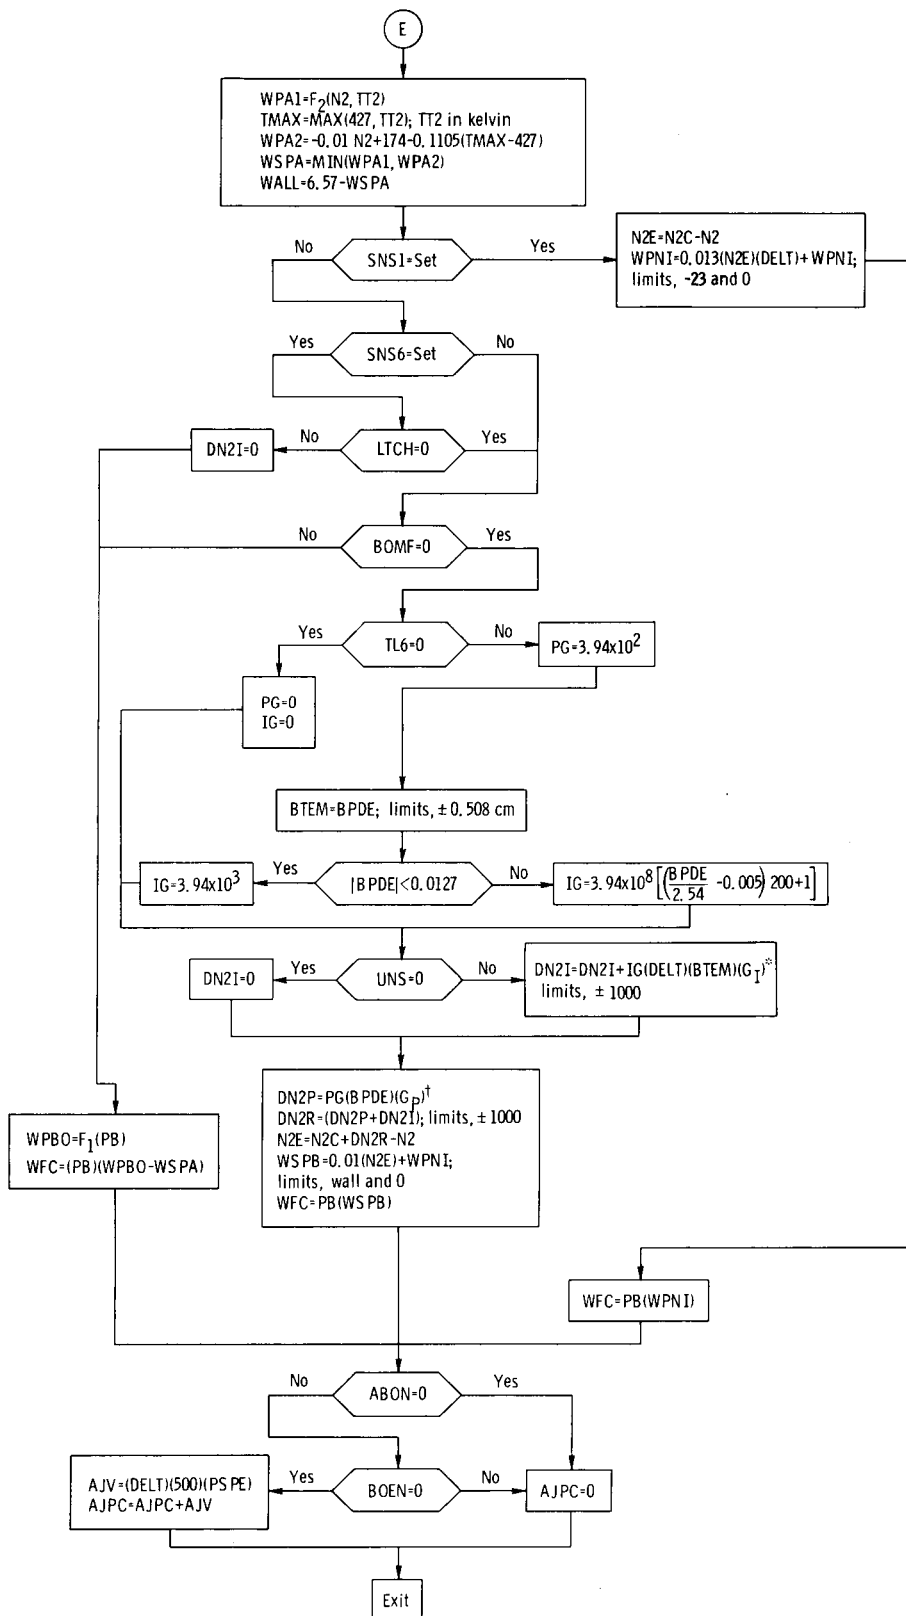 E
WPA1=F2(N2, TT2)
TMAX=MAX(427, TT2); TT2 in kelvin
WPA2=-0.01 N2+174-0.1105(TMAX-427)
WSPA=MIN(WPA1, WPA2)
WALL=6.57-WSPA
No
SNS1=Set
Yes
N2E=N2C-N2
WPNI=0.013(N2E)(DELT)+WPNI;
limits, -23 and 0
Yes
SNS6=Set
No
DN2I=0
No
LTCH=0
Yes
No
BOMF=0
Yes
Yes
TL6=0
No
PG=3.94x10^2
PG=0
IG=0
BTEM=BPDE; limits, ±0.508 cm
IG=3.94x10^3
Yes
|BPDE|<0.0127
No
IG=3.94x10^8 [(BPDE/2.54 -0.005) 200+1]
DN2I=0
Yes
UNS=0
No
DN2I=DN2I+IG(DELT)(BTEM)(GI)*
limits, ±1000
DN2P=PG(BPDE)(GP)†
DN2R=(DN2P+DN2I); limits, ±1000
N2E=N2C+DN2R-N2
WSPB=0.01(N2E)+WPNI;
limits, wall and 0
WFC=PB(WSPB)
WPBO=F1(PB)
WFC=(PB)(WPBO-WSPA)
WFC=PB(WPNI)
No
ABON=0
Yes
AJV=(DELT)(500)(PSPE)
AJPC=AJPC+AJV
Yes
BOEN=0
No
AJPC=0
Exit